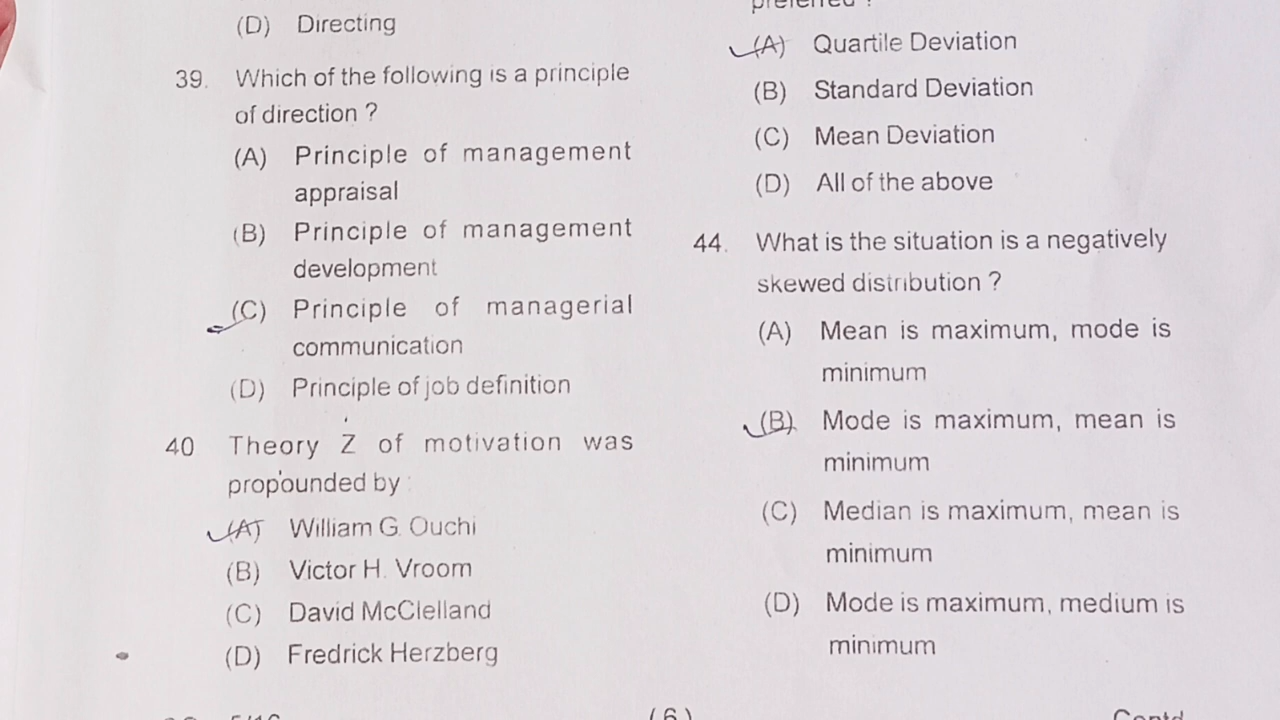 (D) Directing
39. Which of the following is a principle
of direction ?
(A) Principle of management
appraisal
(B) Principle of management
development
(C) Principle of managerial
communication
(D) Principle of job definition
40 Theory Z of motivation was
propounded by :
(A) William G. Ouchi
(B) Victor H. Vroom
(C) David McClelland
(D) Fredrick Herzberg
preferred ?
(A) Quartile Deviation
(B) Standard Deviation
(C) Mean Deviation
(D) All of the above
44. What is the situation is a negatively
skewed distribution ?
(A) Mean is maximum, mode is
minimum
(B) Mode is maximum, mean is
minimum
(C) Median is maximum, mean is
minimum
(D) Mode is maximum, medium is
minimum
(6)
Contd